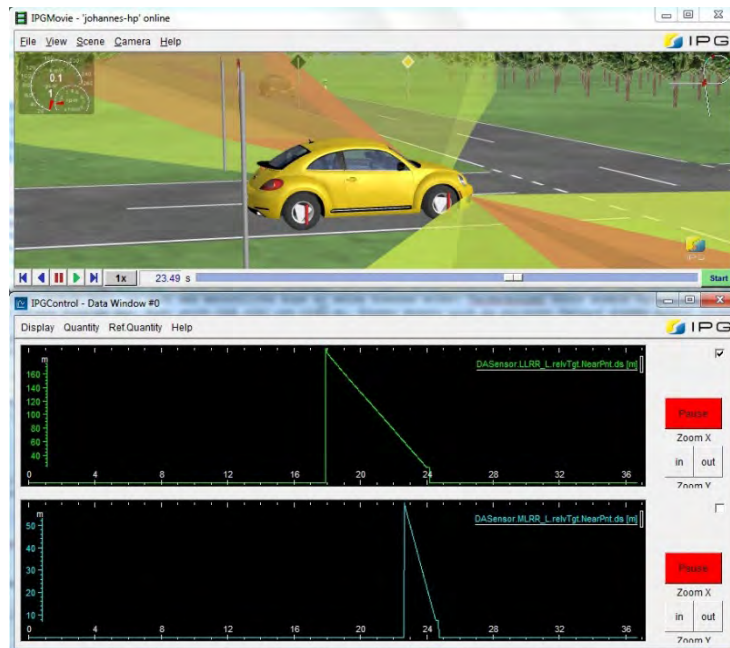 IPGMovie - 'johannes-hp' online
File View Scene Camera Help
IPG
0.1
1
1x
23.49 s
Start
IPGControl - Data Window #0
Display Quantity Ref.Quantity Help
IPG
m
DASensor.LLRR_L.relvTgt.NearPnt.ds [m]
160
140
120
100
80
60
40
0 4 8 12 16 20 24 28 32 36
Pause
Zoom X
in out
Zoom Y
m
DASensor.MLRR_L.relvTgt.NearPnt.ds [m]
50
40
30
20
10
0 4 8 12 16 20 24 28 32 36
Pause
Zoom X
in out
Zoom Y